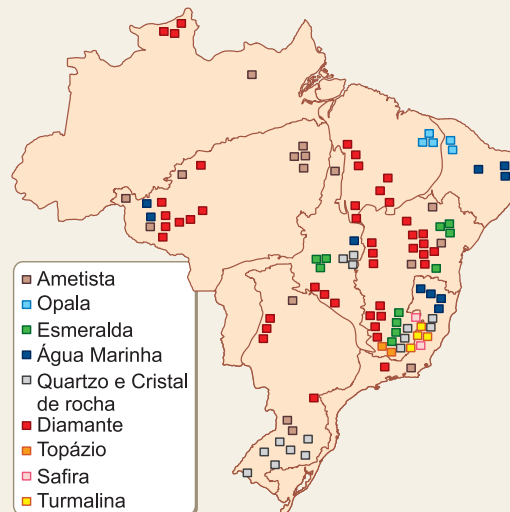 Ametista
Opala
Esmeralda
Água Marinha
Quartzo e Cristal
de rocha
Diamante
Topázio
Safira
Turmalina